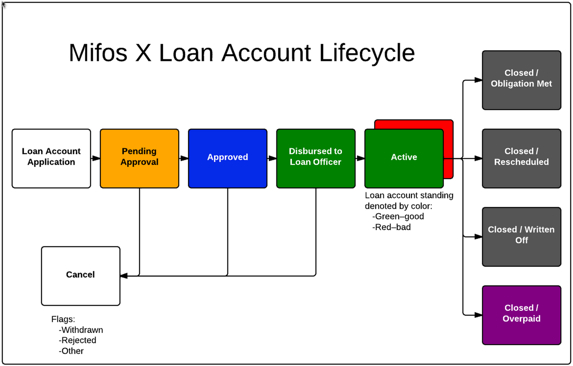 ¶
Mifos X Loan Account Lifecycle
Closed /
Obligation Met
Loan Account
Application
Pending
Approval
Approved
Disbursed to
Loan Officer
Active
Closed /
Rescheduled
Loan account standing
denoted by color:
-Green–good
-Red–bad
Closed / Written
Off
Cancel
Closed /
Overpaid
Flags:
-Withdrawn
-Rejected
-Other